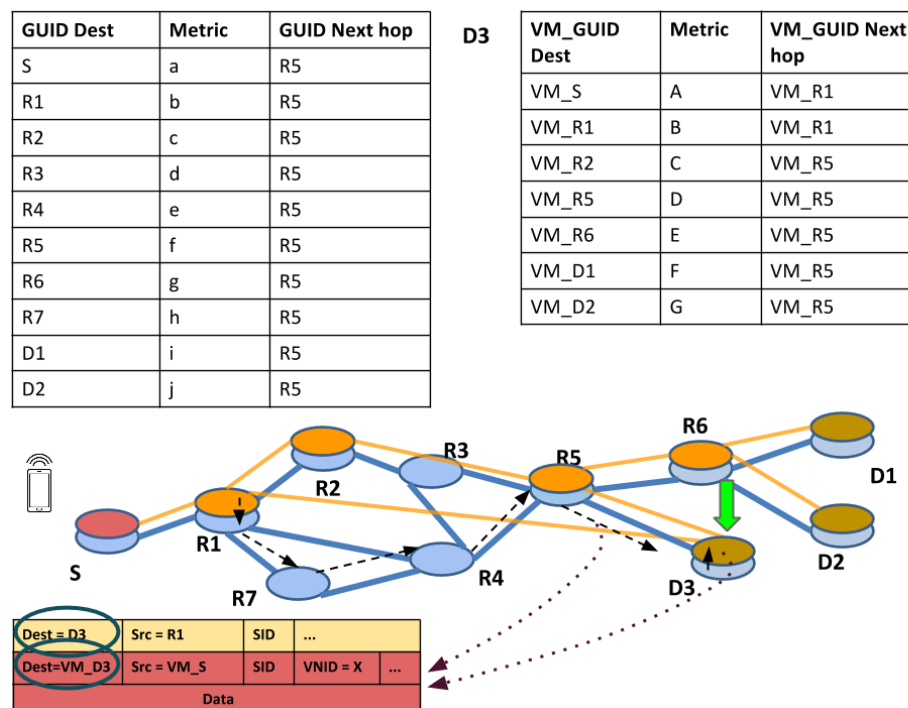 GUID Dest Metric GUID Next hop
S a R5
R1 b R5
R2 c R5
R3 d R5
R4 e R5
R5 f R5
R6 g R5
R7 h R5
D1 i R5
D2 j R5
D3
VM_GUID Dest Metric VM_GUID Next hop
VM_S A VM_R1
VM_R1 B VM_R1
VM_R2 C VM_R5
VM_R5 D VM_R5
VM_R6 E VM_R5
VM_D1 F VM_R5
VM_D2 G VM_R5
R6
R3
R5
D1
R2
R1
D2
S
R4
D3
R7
Dest = D3 Src = R1 SID ...
Dest=VM_D3 Src = VM_S SID VNID = X ...
Data